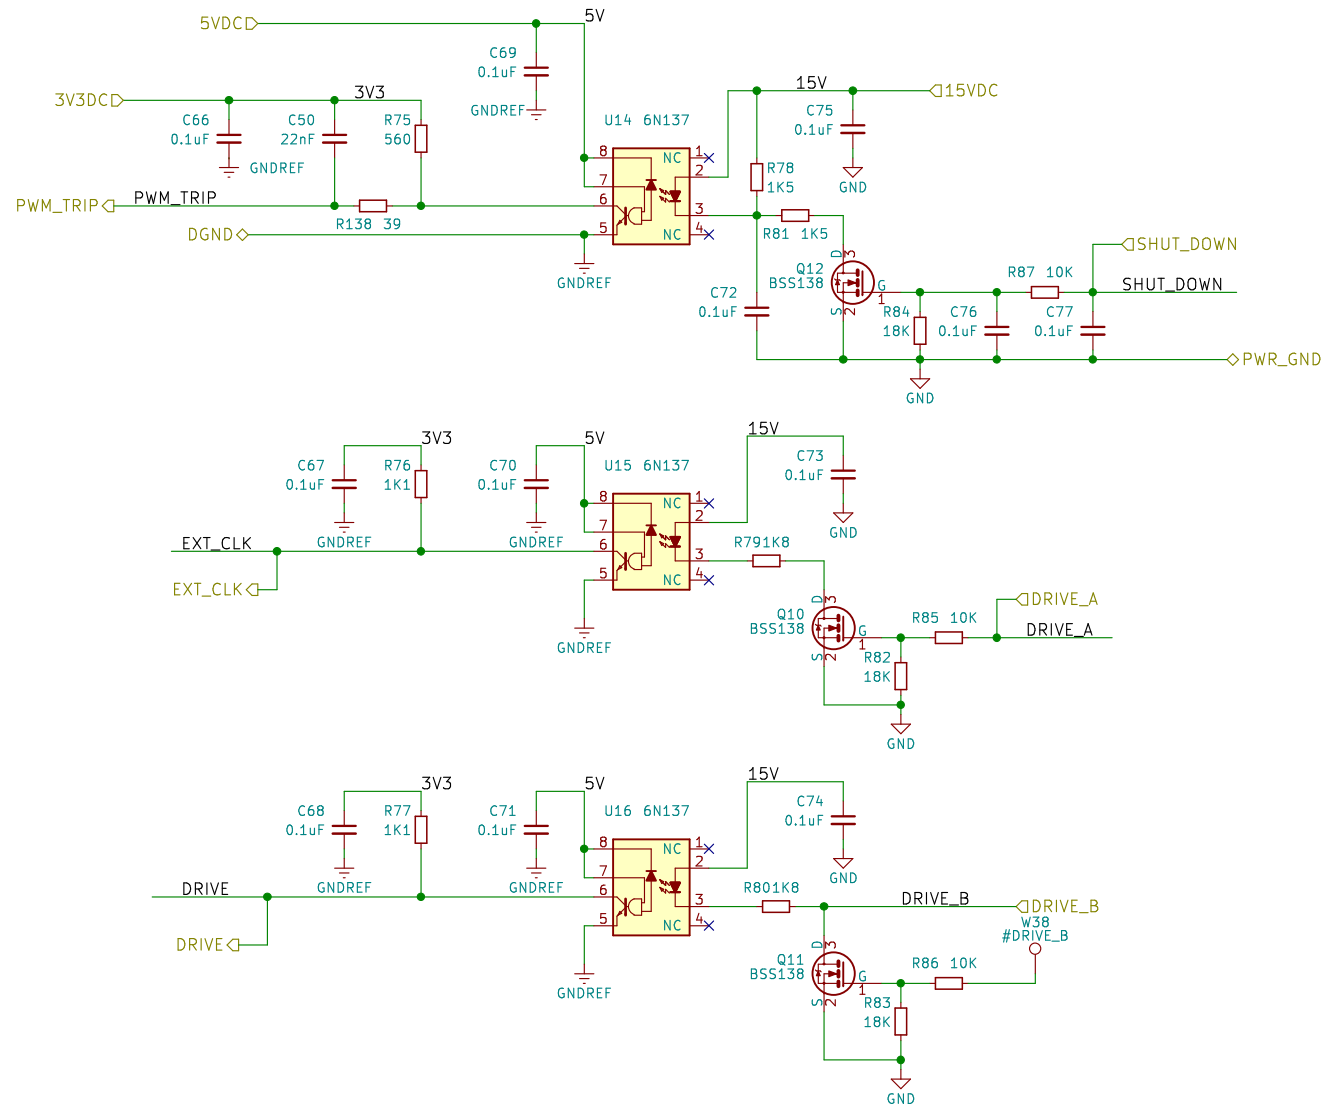 5VDC
5V
C69
0.1uF
GNDREF
3V3DC
3V3
C66
0.1uF
GNDREF
C50
22nF
R75
560
U14 6N137
15V
C75
0.1uF
GND
15VDC
R78
1K5
8
7
6
5
NC
NC
1
2
3
4
PWM_TRIP
PWM_TRIP
R138 39
DGND
GNDREF
R81 1K5
Q12
BSS138
D
3
G
1
S
2
C72
0.1uF
R84
18K
C76
0.1uF
R87 10K
C77
0.1uF
SHUT_DOWN
SHUT_DOWN
PWR_GND
GND
3V3
C67
0.1uF
GNDREF
R76
1K1
5V
C70
0.1uF
GNDREF
U15 6N137
15V
C73
0.1uF
GND
8
7
6
5
NC
NC
1
2
3
4
EXT_CLK
EXT_CLK
GNDREF
R791K8
Q10
BSS138
D
3
G
1
S
2
R82
18K
R85 10K
DRIVE_A
DRIVE_A
GND
3V3
C68
0.1uF
GNDREF
R77
1K1
5V
C71
0.1uF
GNDREF
U16 6N137
15V
C74
0.1uF
GND
8
7
6
5
NC
NC
1
2
3
4
DRIVE
DRIVE
GNDREF
R801K8
DRIVE_B
DRIVE_B
W38
#DRIVE_B
Q11
BSS138
D
3
G
1
S
2
R83
18K
R86 10K
GND